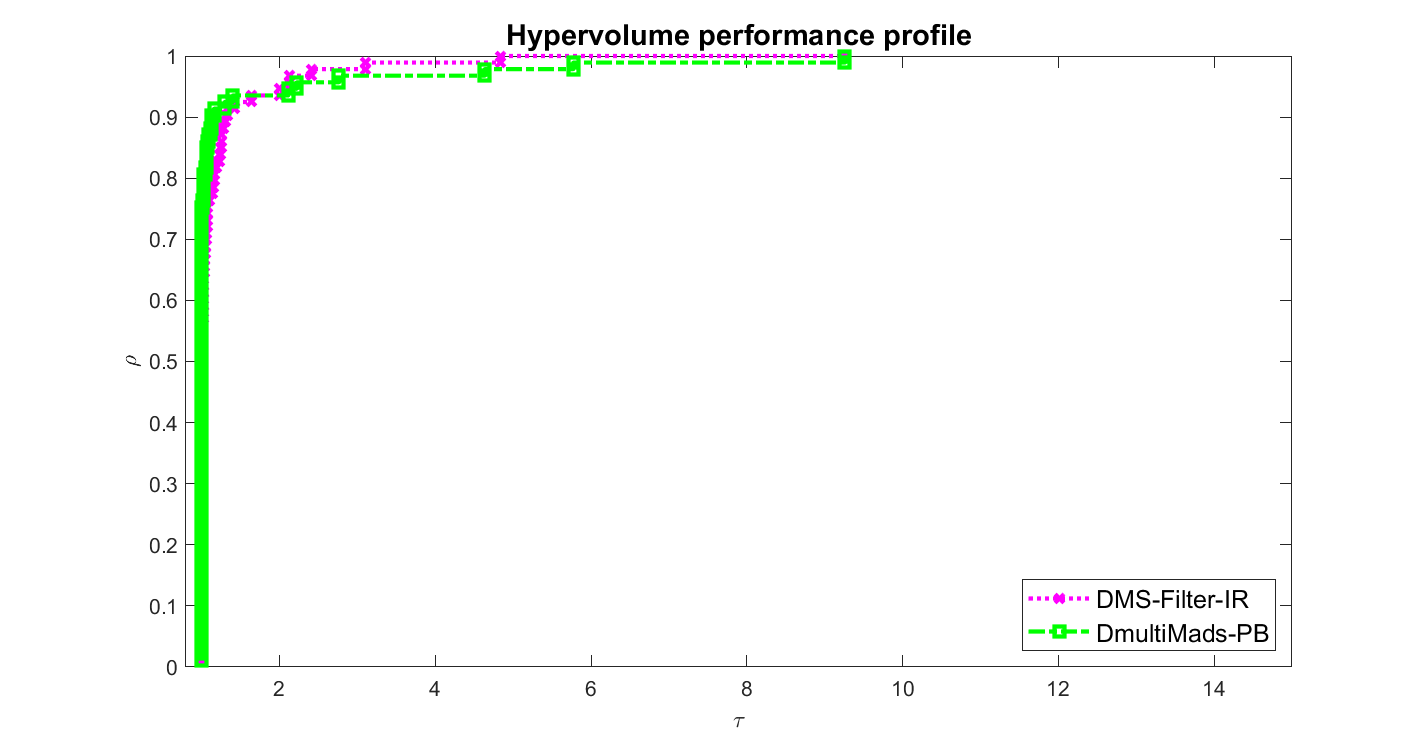 Hypervolume performance profile
1
0.9
0.8
0.7
0.6
0.5
0.4
0.3
0.2
0.1
0
ρ
2 4 6 8 10 12 14
τ
DMS-Filter-IR
DmultiMads-PB